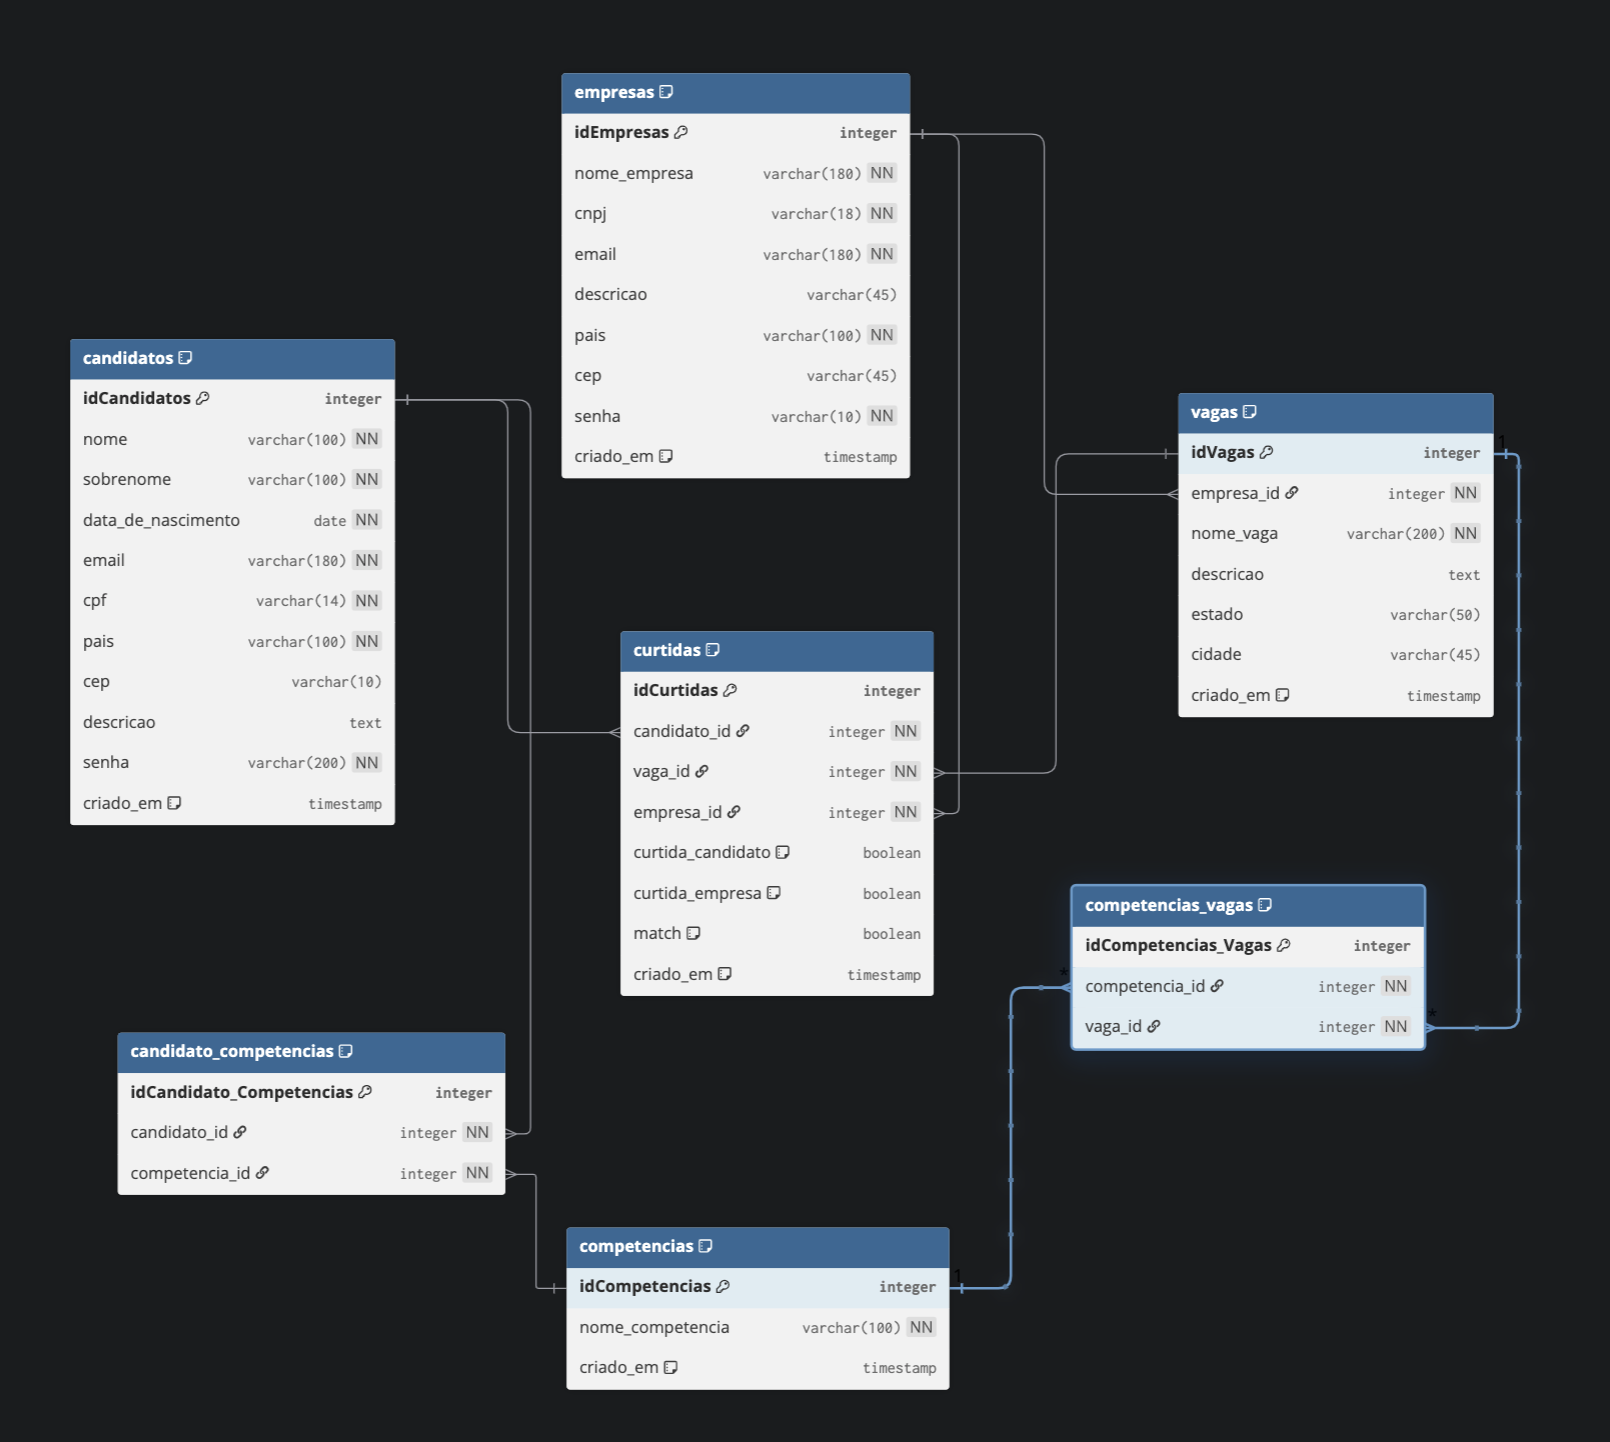 empresas
idEmpresas integer
nome_empresa varchar(180) NN
cnpj varchar(18) NN
email varchar(180) NN
descricao varchar(45)
pais varchar(100) NN
cep varchar(45)
senha varchar(10) NN
criado_em timestamp
candidatos
idCandidatos integer
nome varchar(100) NN
sobrenome varchar(100) NN
data_de_nascimento date NN
email varchar(180) NN
cpf varchar(14) NN
pais varchar(100) NN
cep varchar(10)
descricao text
senha varchar(200) NN
criado_em timestamp
vagas
idVagas integer
1
empresa_id integer NN
nome_vaga varchar(200) NN
descricao text
estado varchar(50)
cidade varchar(45)
criado_em timestamp
curtidas
idCurtidas integer
candidato_id integer NN
vaga_id integer NN
empresa_id integer NN
curtida_candidato boolean
curtida_empresa boolean
match boolean
criado_em timestamp
competencias_vagas
idCompetencias_Vagas integer
*
competencia_id integer NN
vaga_id integer NN
*
candidato_competencias
idCandidato_Competencias integer
candidato_id integer NN
competencia_id integer NN
competencias
idCompetencias integer
1
nome_competencia varchar(100) NN
criado_em timestamp